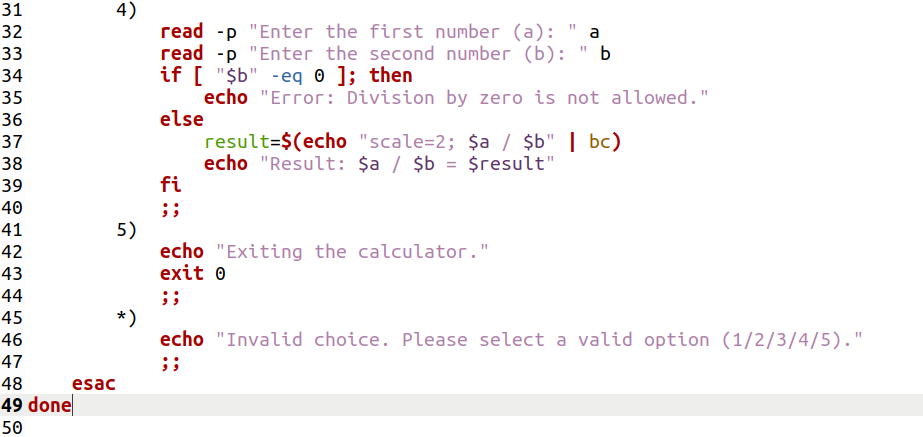 31        4)
32            read -p "Enter the first number (a): " a
33            read -p "Enter the second number (b): " b
34            if [ "$b" -eq 0 ]; then
35                echo "Error: Division by zero is not allowed."
36            else
37                result=$(echo "scale=2; $a / $b" | bc)
38                echo "Result: $a / $b = $result"
39            fi
40            ;;
41        5)
42            echo "Exiting the calculator."
43            exit 0
44            ;;
45        *)
46            echo "Invalid choice. Please select a valid option (1/2/3/4/5)."
47            ;;
48    esac
49 done
50